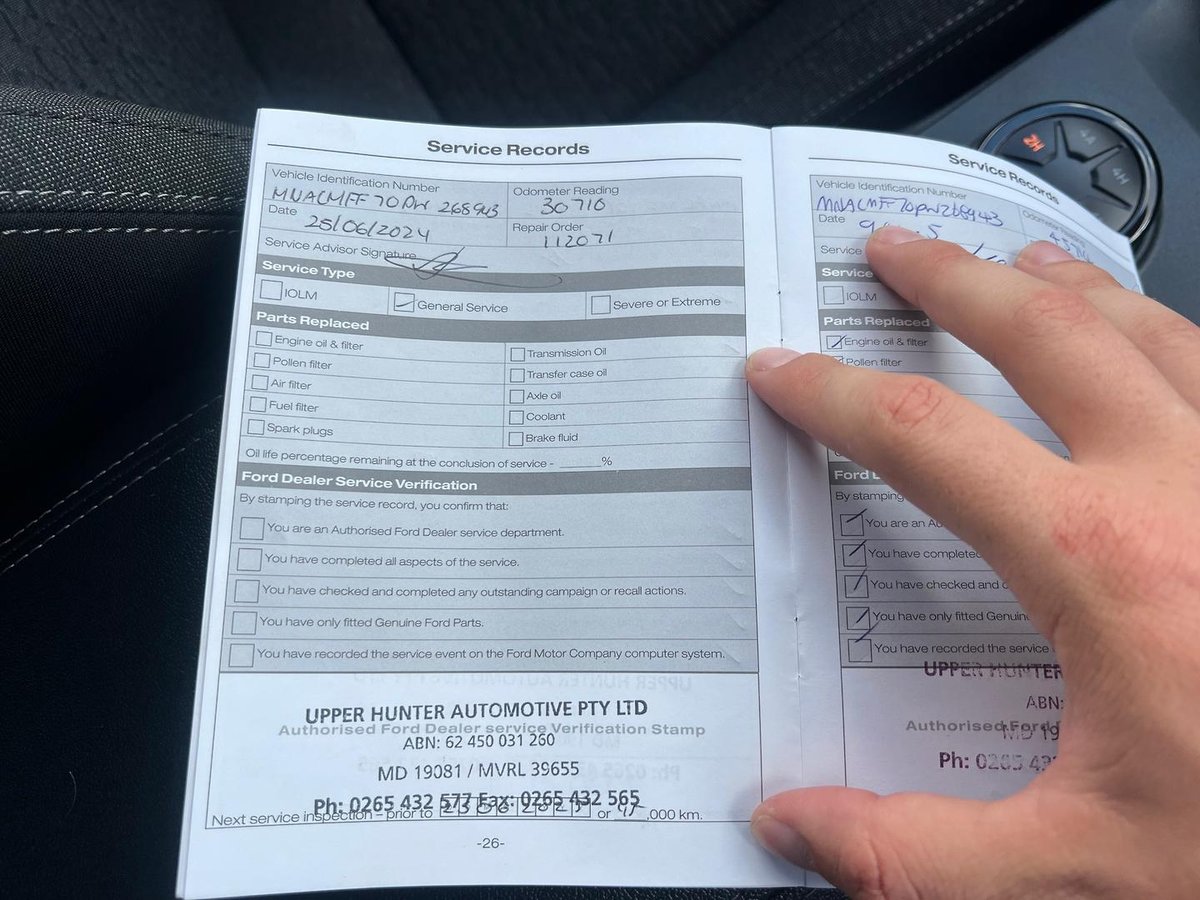 Service Records
Vehicle Identification Number
MNACMFF70PW268943
Odometer Reading
30710
Date
25/06/2024
Repair Order
112071
Service Advisor Signature
Service Type
IOLM
General Service
Severe or Extreme
Parts Replaced
Engine oil & filter
Pollen filter
Air filter
Fuel filter
Spark plugs
Transmission Oil
Transfer case oil
Axle oil
Coolant
Brake fluid
Oil life percentage remaining at the conclusion of service - ______%
Ford Dealer Service Verification
By stamping the service record, you confirm that:
You are an Authorised Ford Dealer service department.
You have completed all aspects of the service.
You have checked and completed any outstanding campaign or recall actions.
You have only fitted Genuine Ford Parts.
You have recorded the service event on the Ford Motor Company computer system.
UPPER HUNTER AUTOMOTIVE PTY LTD
Authorised Ford Dealer service Verification Stamp
ABN: 62 450 031 260
MD 19081 / MVRL 39655
Ph: 0265 432 577 Fax: 0265 432 565
Next service inspection – prior to or ,000 km.
-26-
Service Records
Vehicle Identification Number
MNACMFF70PW268943
Date
Service
Service
IOLM
Parts Replaced
Engine oil & filter
Pollen filter
Ford
By stamping
You are an
You have completed
You have checked and
You have only fitted
You have recorded the service
UPPER HUNTER
ABN:
Authorised Ford
MD 19
Ph: 0265 432
2H
4A
4H